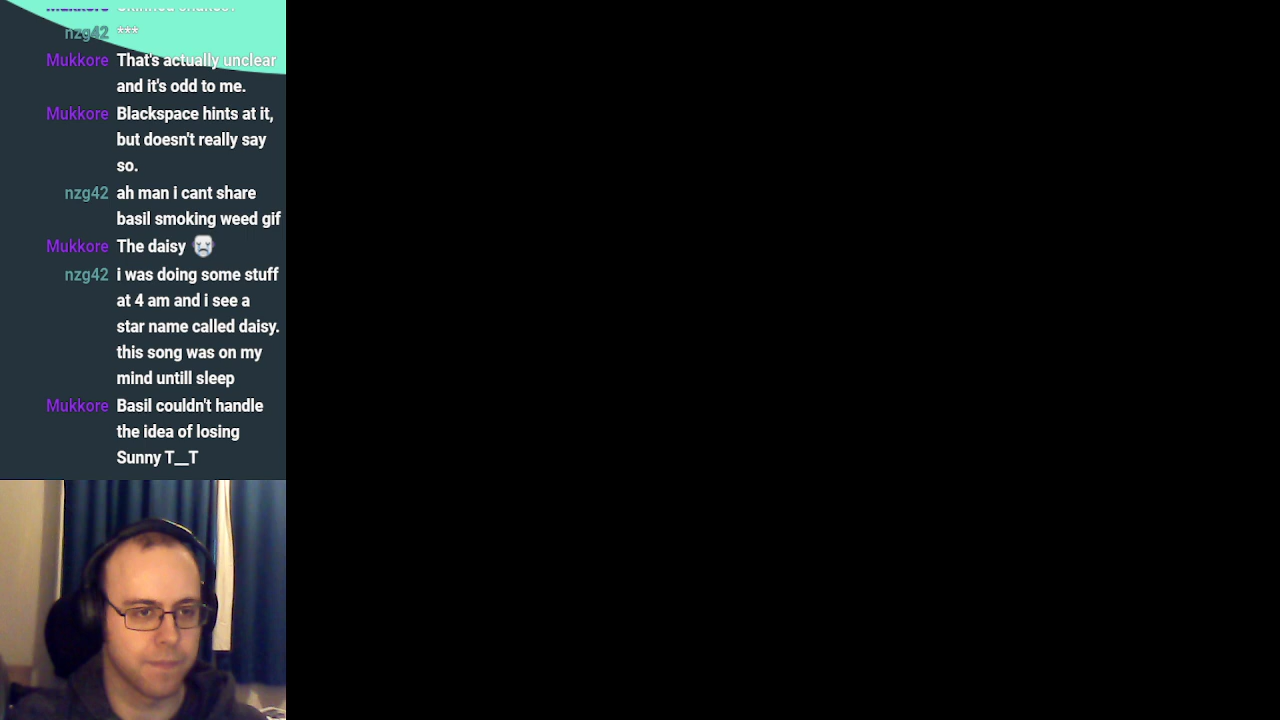 Mukkore
nzg42 ***
Mukkore That's actually unclear
and it's odd to me.
Mukkore Blackspace hints at it,
but doesn't really say
so.
nzg42 ah man i cant share
basil smoking weed gif
Mukkore The daisy
nzg42 i was doing some stuff
at 4 am and i see a
star name called daisy.
this song was on my
mind untill sleep
Mukkore Basil couldn't handle
the idea of losing
Sunny T__T